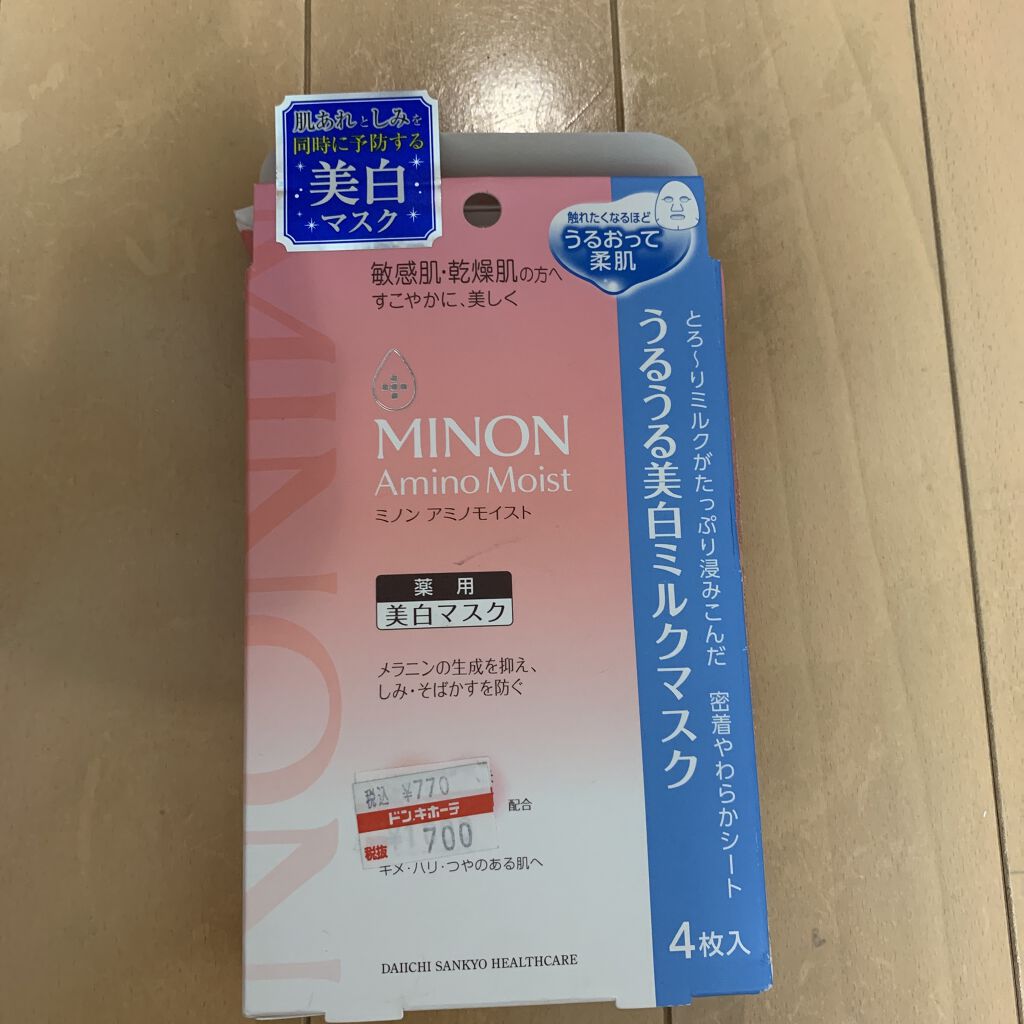 肌あれとしみを
同時に予防する
美白
マスク
触れたくなるほど
うるおって
柔肌
敏感肌・乾燥肌の方へ
すこやかに、美しく
MINON
Amino Moist
ミノン アミノモイスト
薬用
美白マスク
メラニンの生成を抑え、
しみ・そばかすを防ぐ
税込 ¥770
ドン.キホーテ
税抜 ¥700
配合
キメ・ハリ・つやのある肌へ
DAIICHI SANKYO HEALTHCARE
とろ〜りミルクがたっぷり浸みこんだ 密着やわらかシート
うるうる美白ミルクマスク
4枚入
MINON